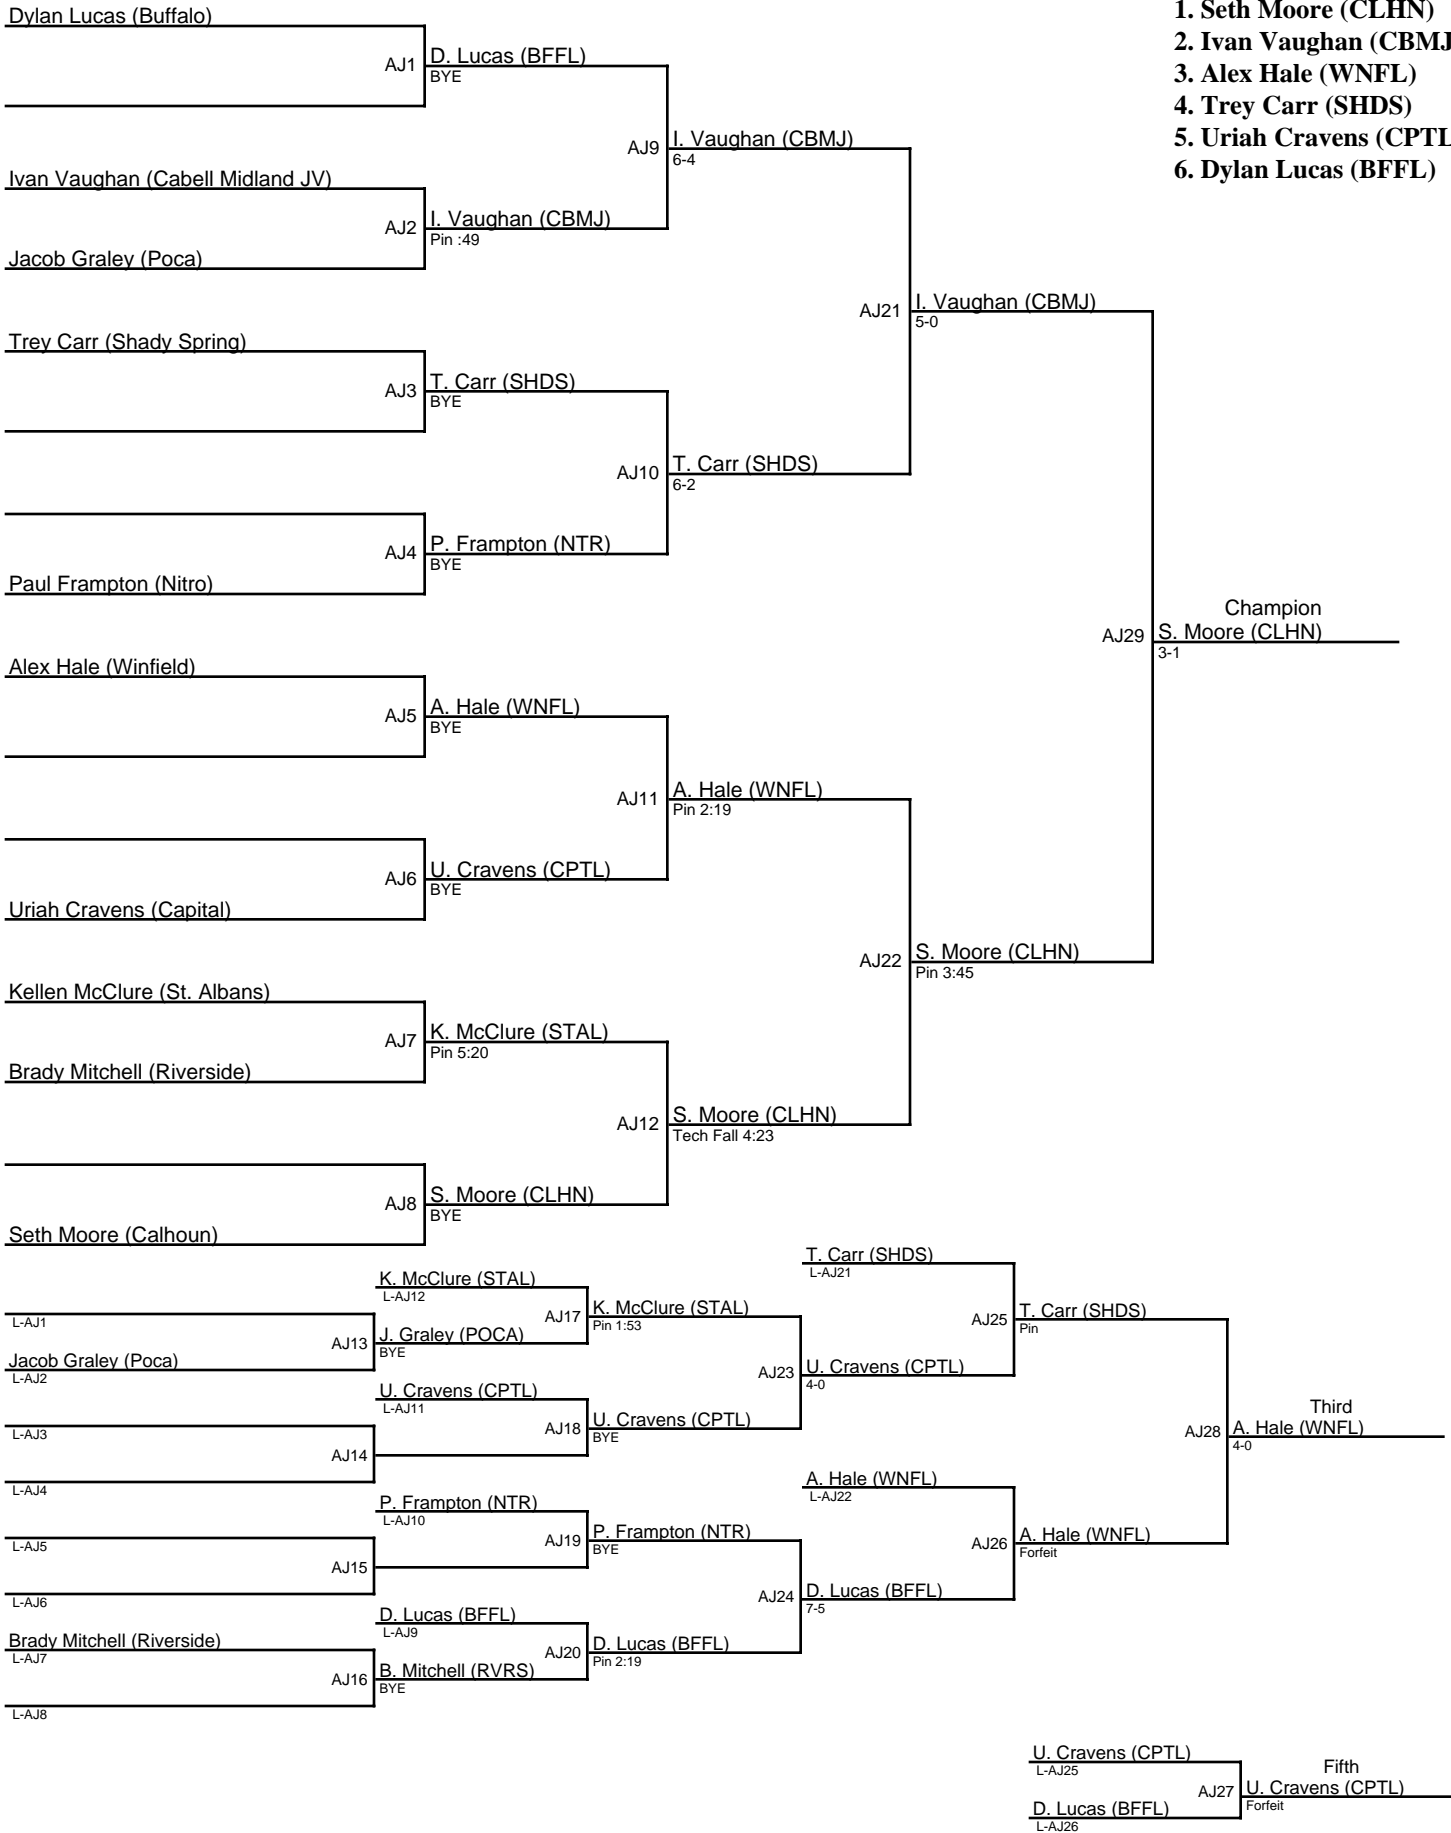 1. Seth Moore (CLHN)
2. Ivan Vaughan (CBMJ
3. Alex Hale (WNFL)
4. Trey Carr (SHDS)
5. Uriah Cravens (CPTL
6. Dylan Lucas (BFFL)
Dylan Lucas (Buffalo)
AJ1
D. Lucas (BFFL)
BYE
AJ9
I. Vaughan (CBMJ)
6-4
Ivan Vaughan (Cabell Midland JV)
AJ2
I. Vaughan (CBMJ)
Pin :49
Jacob Graley (Poca)
AJ21
I. Vaughan (CBMJ)
5-0
Trey Carr (Shady Spring)
AJ3
T. Carr (SHDS)
BYE
AJ10
T. Carr (SHDS)
6-2
AJ4
P. Frampton (NTR)
BYE
Paul Frampton (Nitro)
Champion
AJ29
S. Moore (CLHN)
3-1
Alex Hale (Winfield)
AJ5
A. Hale (WNFL)
BYE
AJ11
A. Hale (WNFL)
Pin 2:19
AJ6
U. Cravens (CPTL)
BYE
Uriah Cravens (Capital)
AJ22
S. Moore (CLHN)
Pin 3:45
Kellen McClure (St. Albans)
AJ7
K. McClure (STAL)
Pin 5:20
Brady Mitchell (Riverside)
AJ12
S. Moore (CLHN)
Tech Fall 4:23
AJ8
S. Moore (CLHN)
BYE
Seth Moore (Calhoun)
T. Carr (SHDS)
L-AJ21
K. McClure (STAL)
L-AJ12
AJ17
K. McClure (STAL)
Pin 1:53
AJ25
T. Carr (SHDS)
Pin
L-AJ1
AJ13
J. Graley (POCA)
BYE
Jacob Graley (Poca)
L-AJ2
AJ23
U. Cravens (CPTL)
4-0
U. Cravens (CPTL)
L-AJ11
AJ18
U. Cravens (CPTL)
BYE
L-AJ3
AJ14
L-AJ4
Third
AJ28
A. Hale (WNFL)
4-0
A. Hale (WNFL)
L-AJ22
P. Frampton (NTR)
L-AJ10
AJ19
P. Frampton (NTR)
BYE
AJ26
A. Hale (WNFL)
Forfeit
L-AJ5
AJ15
L-AJ6
AJ24
D. Lucas (BFFL)
7-5
D. Lucas (BFFL)
L-AJ9
AJ20
D. Lucas (BFFL)
Pin 2:19
Brady Mitchell (Riverside)
L-AJ7
AJ16
B. Mitchell (RVRS)
BYE
L-AJ8
U. Cravens (CPTL)
L-AJ25
Fifth
AJ27
U. Cravens (CPTL)
Forfeit
D. Lucas (BFFL)
L-AJ26